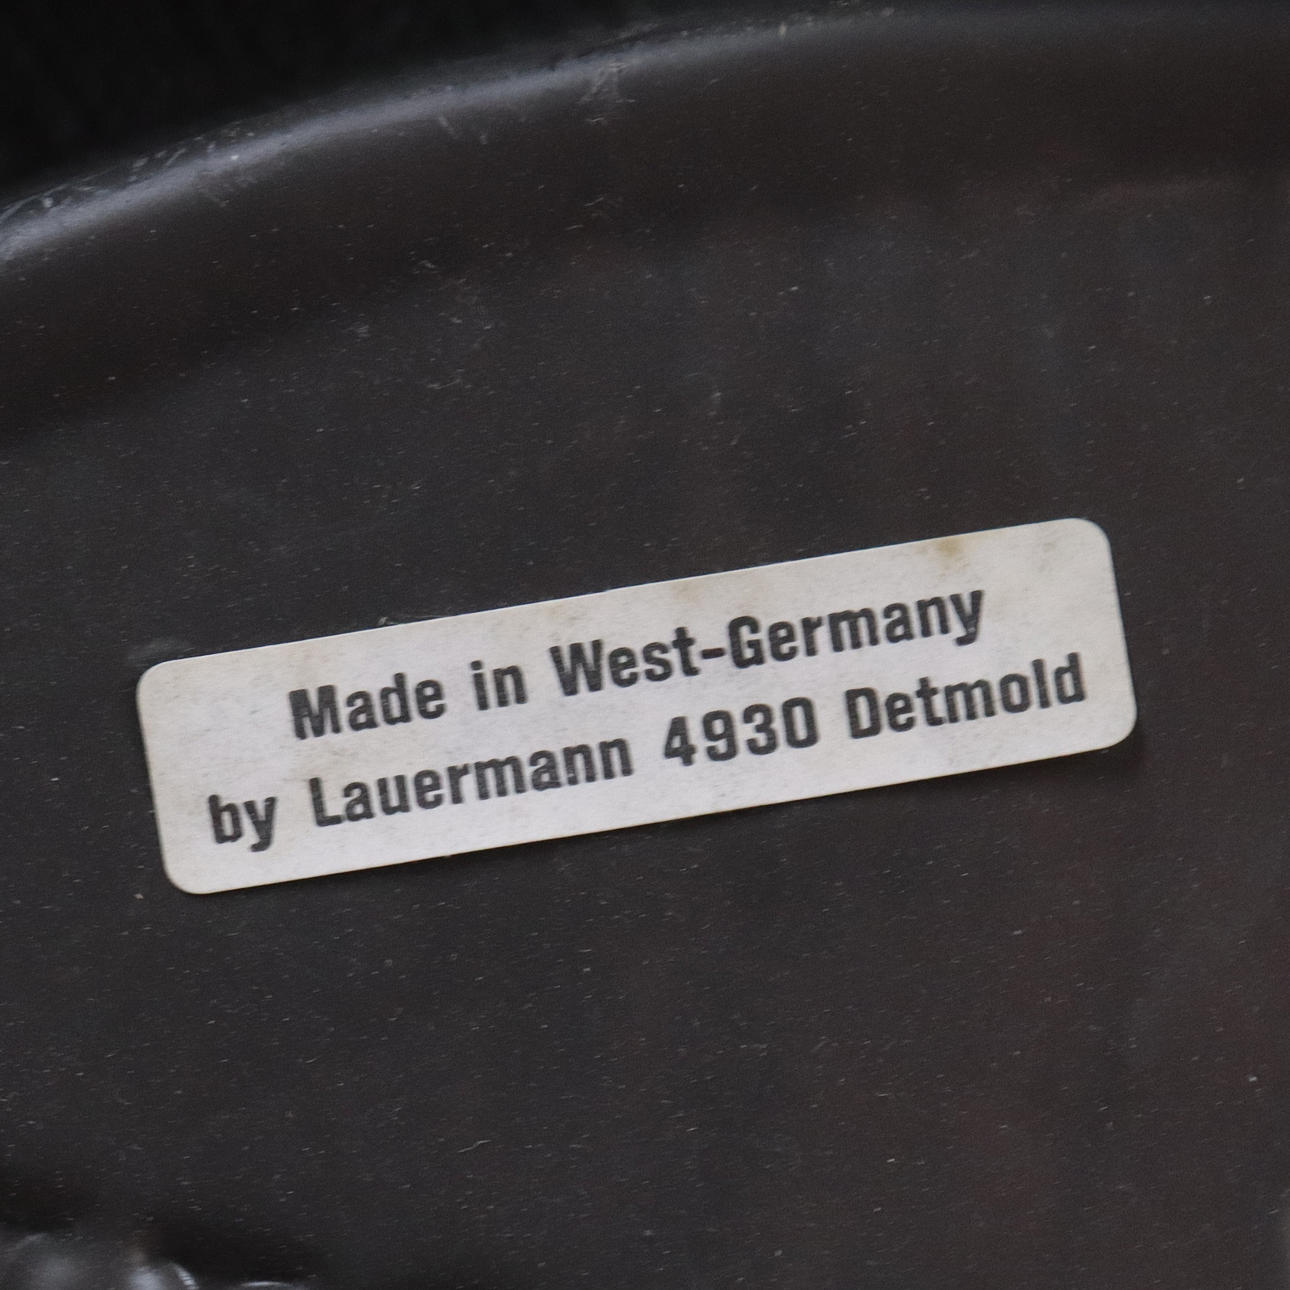 Made in West-Germany
by Lauermann 4930 Detmold